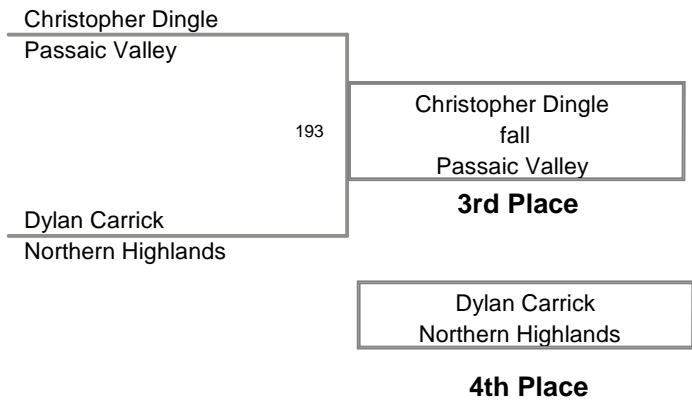 Christopher Dingle
Passaic Valley
193
Christopher Dingle
fall
Passaic Valley
3rd Place
Dylan Carrick
Northern Highlands
Dylan Carrick
Northern Highlands
4th Place